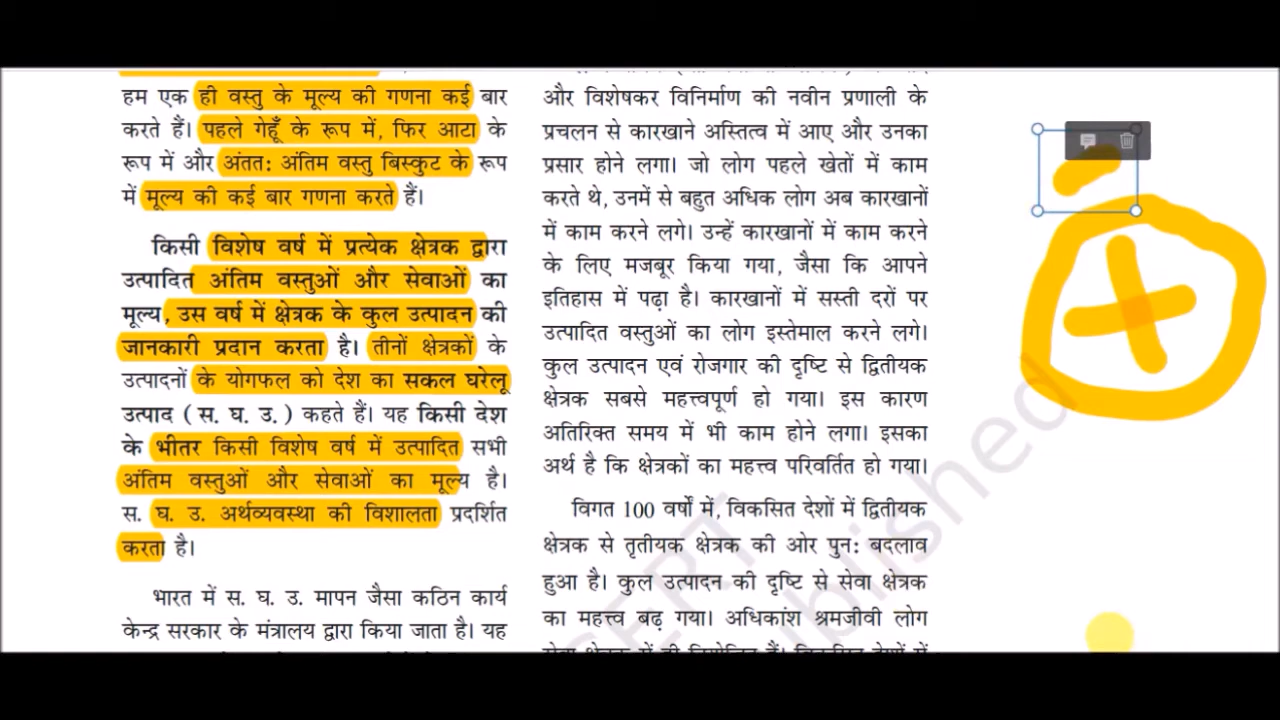 हम एक ही वस्तु के मूल्य की गणना कई बार
करते हैं। पहले गेहूँ के रूप में, फिर आटा के
रूप में और अंतत: अंतिम वस्तु बिस्कुट के रूप
में मूल्य की कई बार गणना करते हैं।
किसी विशेष वर्ष में प्रत्येक क्षेत्रक द्वारा
उत्पादित अंतिम वस्तुओं और सेवाओं का
मूल्य, उस वर्ष में क्षेत्रक के कुल उत्पादन की
जानकारी प्रदान करता है। तीनों क्षेत्रकों के
उत्पादनों के योगफल को देश का सकल घरेलू
उत्पाद (स. घ. उ.) कहते हैं। यह किसी देश
के भीतर किसी विशेष वर्ष में उत्पादित सभी
अंतिम वस्तुओं और सेवाओं का मूल्य है।
स. घ. उ. अर्थव्यवस्था की विशालता प्रदर्शित
करता है।
भारत में स. घ. उ. मापन जैसा कठिन कार्य
केन्द्र सरकार के मंत्रालय द्वारा किया जाता है। यह
और विशेषकर विनिर्माण की नवीन प्रणाली के
प्रचलन से कारखाने अस्तित्व में आए और उनका
प्रसार होने लगा। जो लोग पहले खेतों में काम
करते थे, उनमें से बहुत अधिक लोग अब कारखानों
में काम करने लगे। उन्हें कारखानों में काम करने
के लिए मजबूर किया गया, जैसा कि आपने
इतिहास में पढ़ा है। कारखानों में सस्ती दरों पर
उत्पादित वस्तुओं का लोग इस्तेमाल करने लगे।
कुल उत्पादन एवं रोजगार की दृष्टि से द्वितीयक
क्षेत्रक सबसे महत्त्वपूर्ण हो गया। इस कारण
अतिरिक्त समय में भी काम होने लगा। इसका
अर्थ है कि क्षेत्रकों का महत्त्व परिवर्तित हो गया।
विगत 100 वर्षों में, विकसित देशों में द्वितीयक
क्षेत्रक से तृतीयक क्षेत्रक की ओर पुन: बदलाव
हुआ है। कुल उत्पादन की दृष्टि से सेवा क्षेत्रक
का महत्त्व बढ़ गया। अधिकांश श्रमजीवी लोग
+